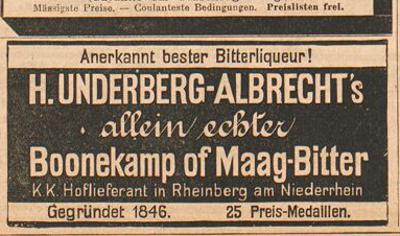 Mässigste Preise. — Coulanteste Bedingungen. Preislisten frei.
Anerkannt bester Bitterliqueur!
H. UNDERBERG-ALBRECHT's
allein echter
Boonekamp of Maag-Bitter
K.K. Hoflieferant in Rheinberg am Niederrhein
Gegründet 1846. 25 Preis-Medaillen.